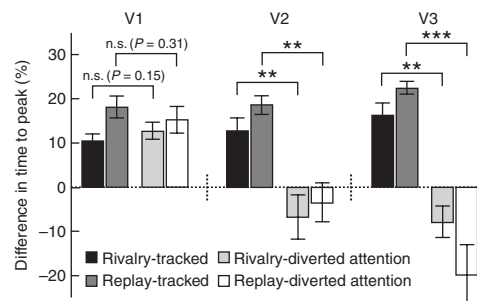 V1 V2 V3
n.s. (P = 0.31)
n.s. (P = 0.15)
** ** ** ***
Difference in time to peak (%)
30
20
10
0
–10
–20
Rivalry-tracked Rivalry-diverted attention
Replay-tracked Replay-diverted attention